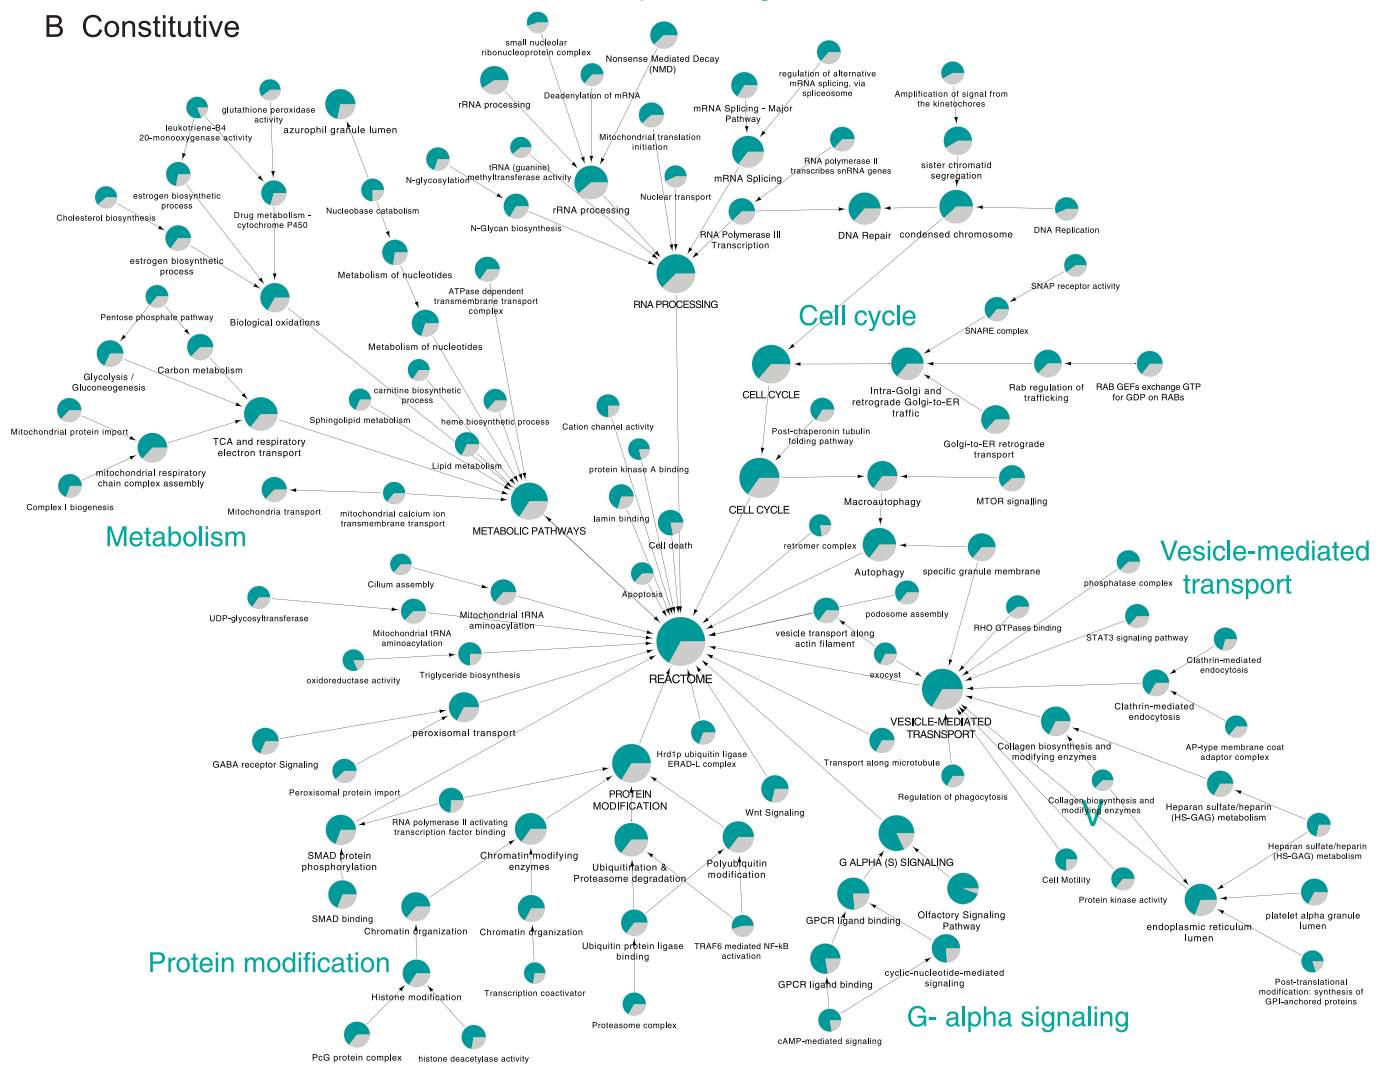 B Constitutive
small nucleolar
ribonucleoprotein complex
Nonsense Mediated Decay
(NMD)
rRNA processing
Deadenylation of mRNA
mRNA Splicing - Major
Pathway
regulation of alternative
mRNA splicing, via
spliceosome
Amplification of signal from
the kinetochores
glutathione peroxidase
activity
leukotriene-B4
20-monooxygenase activity
azurophil granule lumen
Mitochondrial translation
initiation
tRNA (guanine)
methyltransferase activity
N-glycosylation
rRNA processing
Nuclear transport
mRNA Splicing
RNA polymerase II
transcribes snRNA genes
sister chromatid
segregation
estrogen biosynthetic
process
Drug metabolism -
cytochrome P450
Nucleobase catabolism
Cholesterol biosynthesis
N-Glycan biosynthesis
RNA Polymerase III
Transcription
DNA Repair
condensed chromosome
DNA Replication
estrogen biosynthetic
process
Metabolism of nucleotides
ATPase dependent
transmembrane transport
complex
RNA PROCESSING
SNAP receptor activity
Pentose phosphate pathway
Biological oxidations
Cell cycle
SNARE complex
Metabolism of nucleotides
Glycolysis /
Gluconeogenesis
Carbon metabolism
carnitine biosynthetic
process
CELL CYCLE
Intra-Golgi and
retrograde Golgi-to-ER
traffic
Rab regulation of
trafficking
RAB GEFs exchange GTP
for GDP on RABs
Sphingolipid metabolism
heme biosynthetic process
Cation channel activity
Post-chaperonin tubulin
folding pathway
Golgi-to-ER retrograde
transport
Mitochondrial protein import
TCA and respiratory
electron transport
Lipid metabolism
protein kinase A binding
mitochondrial respiratory
chain complex assembly
Complex I biogenesis
Mitochondria transport
mitochondrial calcium ion
transmembrane transport
METABOLIC PATHWAYS
lamin binding
CELL CYCLE
Macroautophagy
MTOR signalling
Metabolism
Cell death
retromer complex
Autophagy
specific granule membrane
Vesicle-mediated
transport
phosphatase complex
Cilium assembly
Apoptosis
UDP-glycosyltransferase
Mitochondrial tRNA
aminoacylation
Mitochondrial tRNA
aminoacylation
podosome assembly
vesicle transport along
actin filament
RHO GTPases binding
STAT3 signaling pathway
oxidoreductase activity
Triglyceride biosynthesis
REACTOME
exocyst
Clathrin-mediated
endocytosis
Clathrin-mediated
endocytosis
peroxisomal transport
VESICLE-MEDIATED
TRASNSPORT
GABA receptor Signaling
Hrd1p ubiquitin ligase
ERAD-L complex
Transport along microtubule
Collagen biosynthesis and
modifying enzymes
AP-type membrane coat
adaptor complex
Peroxisomal protein import
PROTEIN
MODIFICATION
Wnt Signaling
Regulation of phagocytosis
Collagen biosynthesis and
modifying enzymes
V
Heparan sulfate/heparin
(HS-GAG) metabolism
RNA polymerase II activating
transcription factor binding
SMAD protein
phosphorylation
Chromatin modifying
enzymes
Ubiquitination &
Proteasome degradation
Polyubiquitin
modification
G ALPHA (S) SIGNALING
Heparan sulfate/heparin
(HS-GAG) metabolism
Cell Motility
Protein kinase activity
SMAD binding
GPCR ligand binding
Olfactory Signaling
Pathway
endoplasmic reticulum
lumen
platelet alpha granule
lumen
Chromatin organization
Chromatin organization
Ubiquitin protein ligase
binding
TRAF6 mediated NF-kB
activation
Protein modification
GPCR ligand binding
cyclic-nucleotide-mediated
signaling
Post-translational
modification: synthesis of
GPI-anchored proteins
Histone modification
Transcription coactivator
Proteasome complex
G- alpha signaling
cAMP-mediated signaling
PcG protein complex
histone deacetylase activity